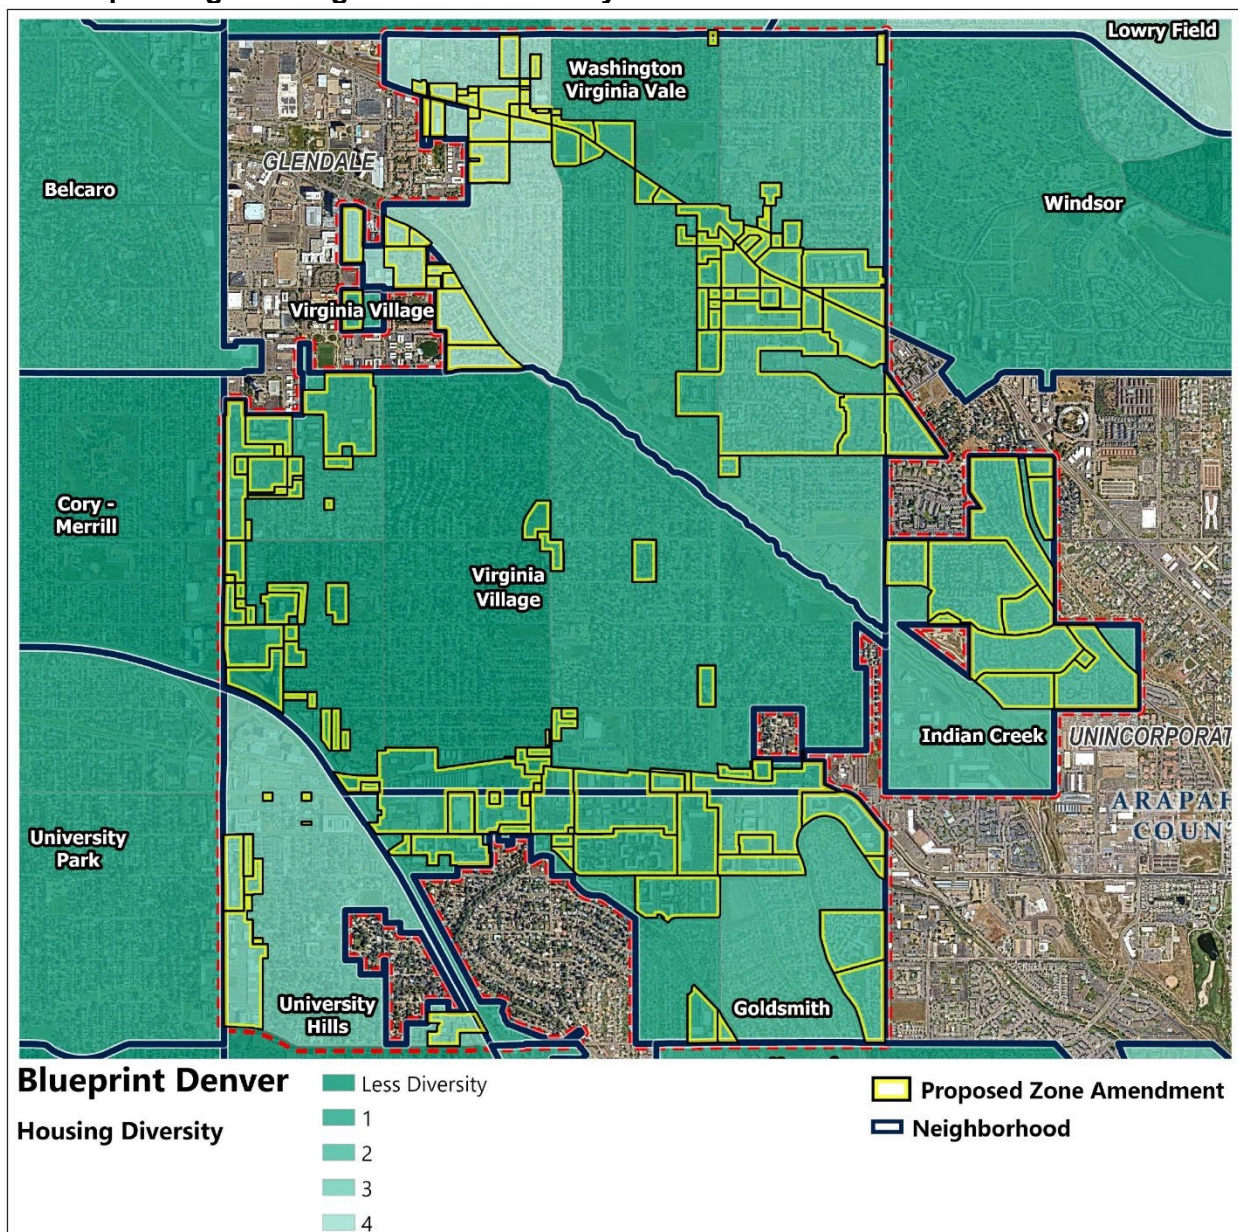 Lowry Field
Washington
Virginia Vale
GLENDALE
Belcaro
Windsor
Virginia Village
Cory -
Merrill
Virginia
Village
Indian Creek
UNINCORPORAT
ARAPAH
COUNT
University
Park
University
Hills
Goldsmith
Blueprint Denver
Housing Diversity
Less Diversity
1
2
3
4
Proposed Zone Amendment
Neighborhood